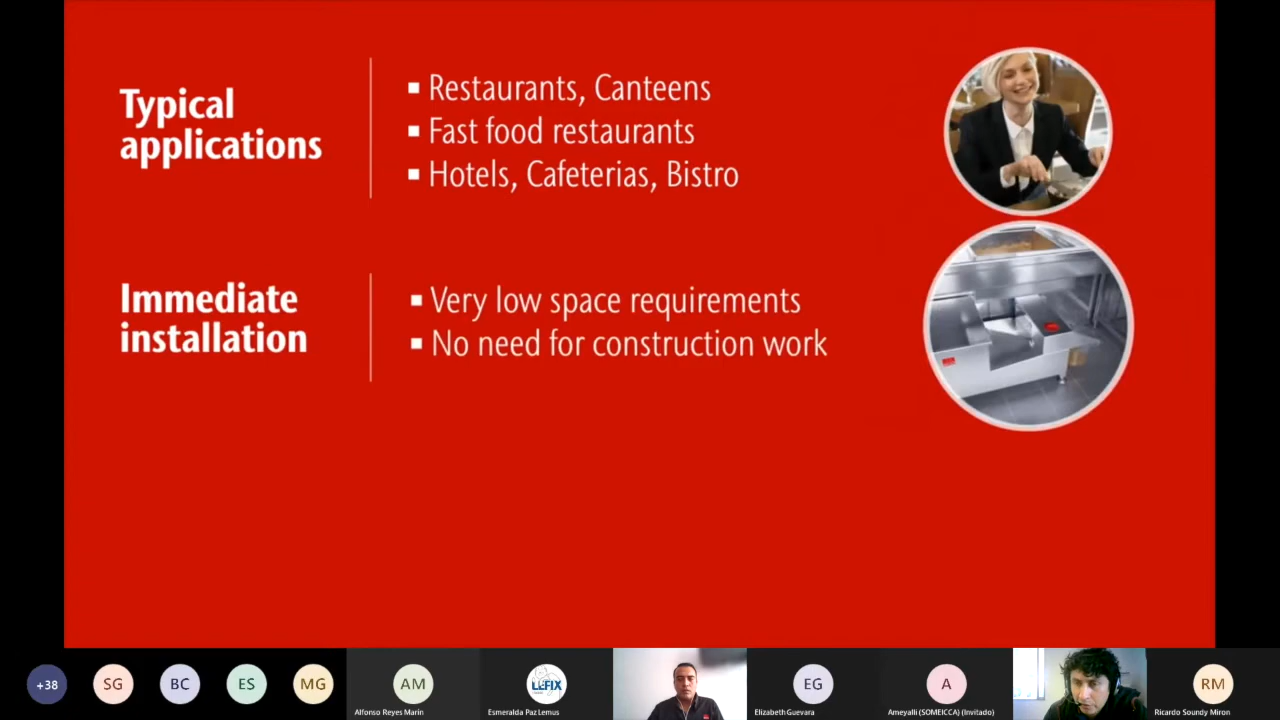 Typical
applications
▪ Restaurants, Canteens
▪ Fast food restaurants
▪ Hotels, Cafeterias, Bistro
Immediate
installation
▪ Very low space requirements
▪ No need for construction work
+38
SG
BC
ES
MG
AM
Alfonso Reyes Marín
LEFIX
Esmeralda Paz Lemus
EG
Elizabeth Guevara
A
Ameyalli (SOMEICCA) (Invitado)
RM
Ricardo Soundy Miron